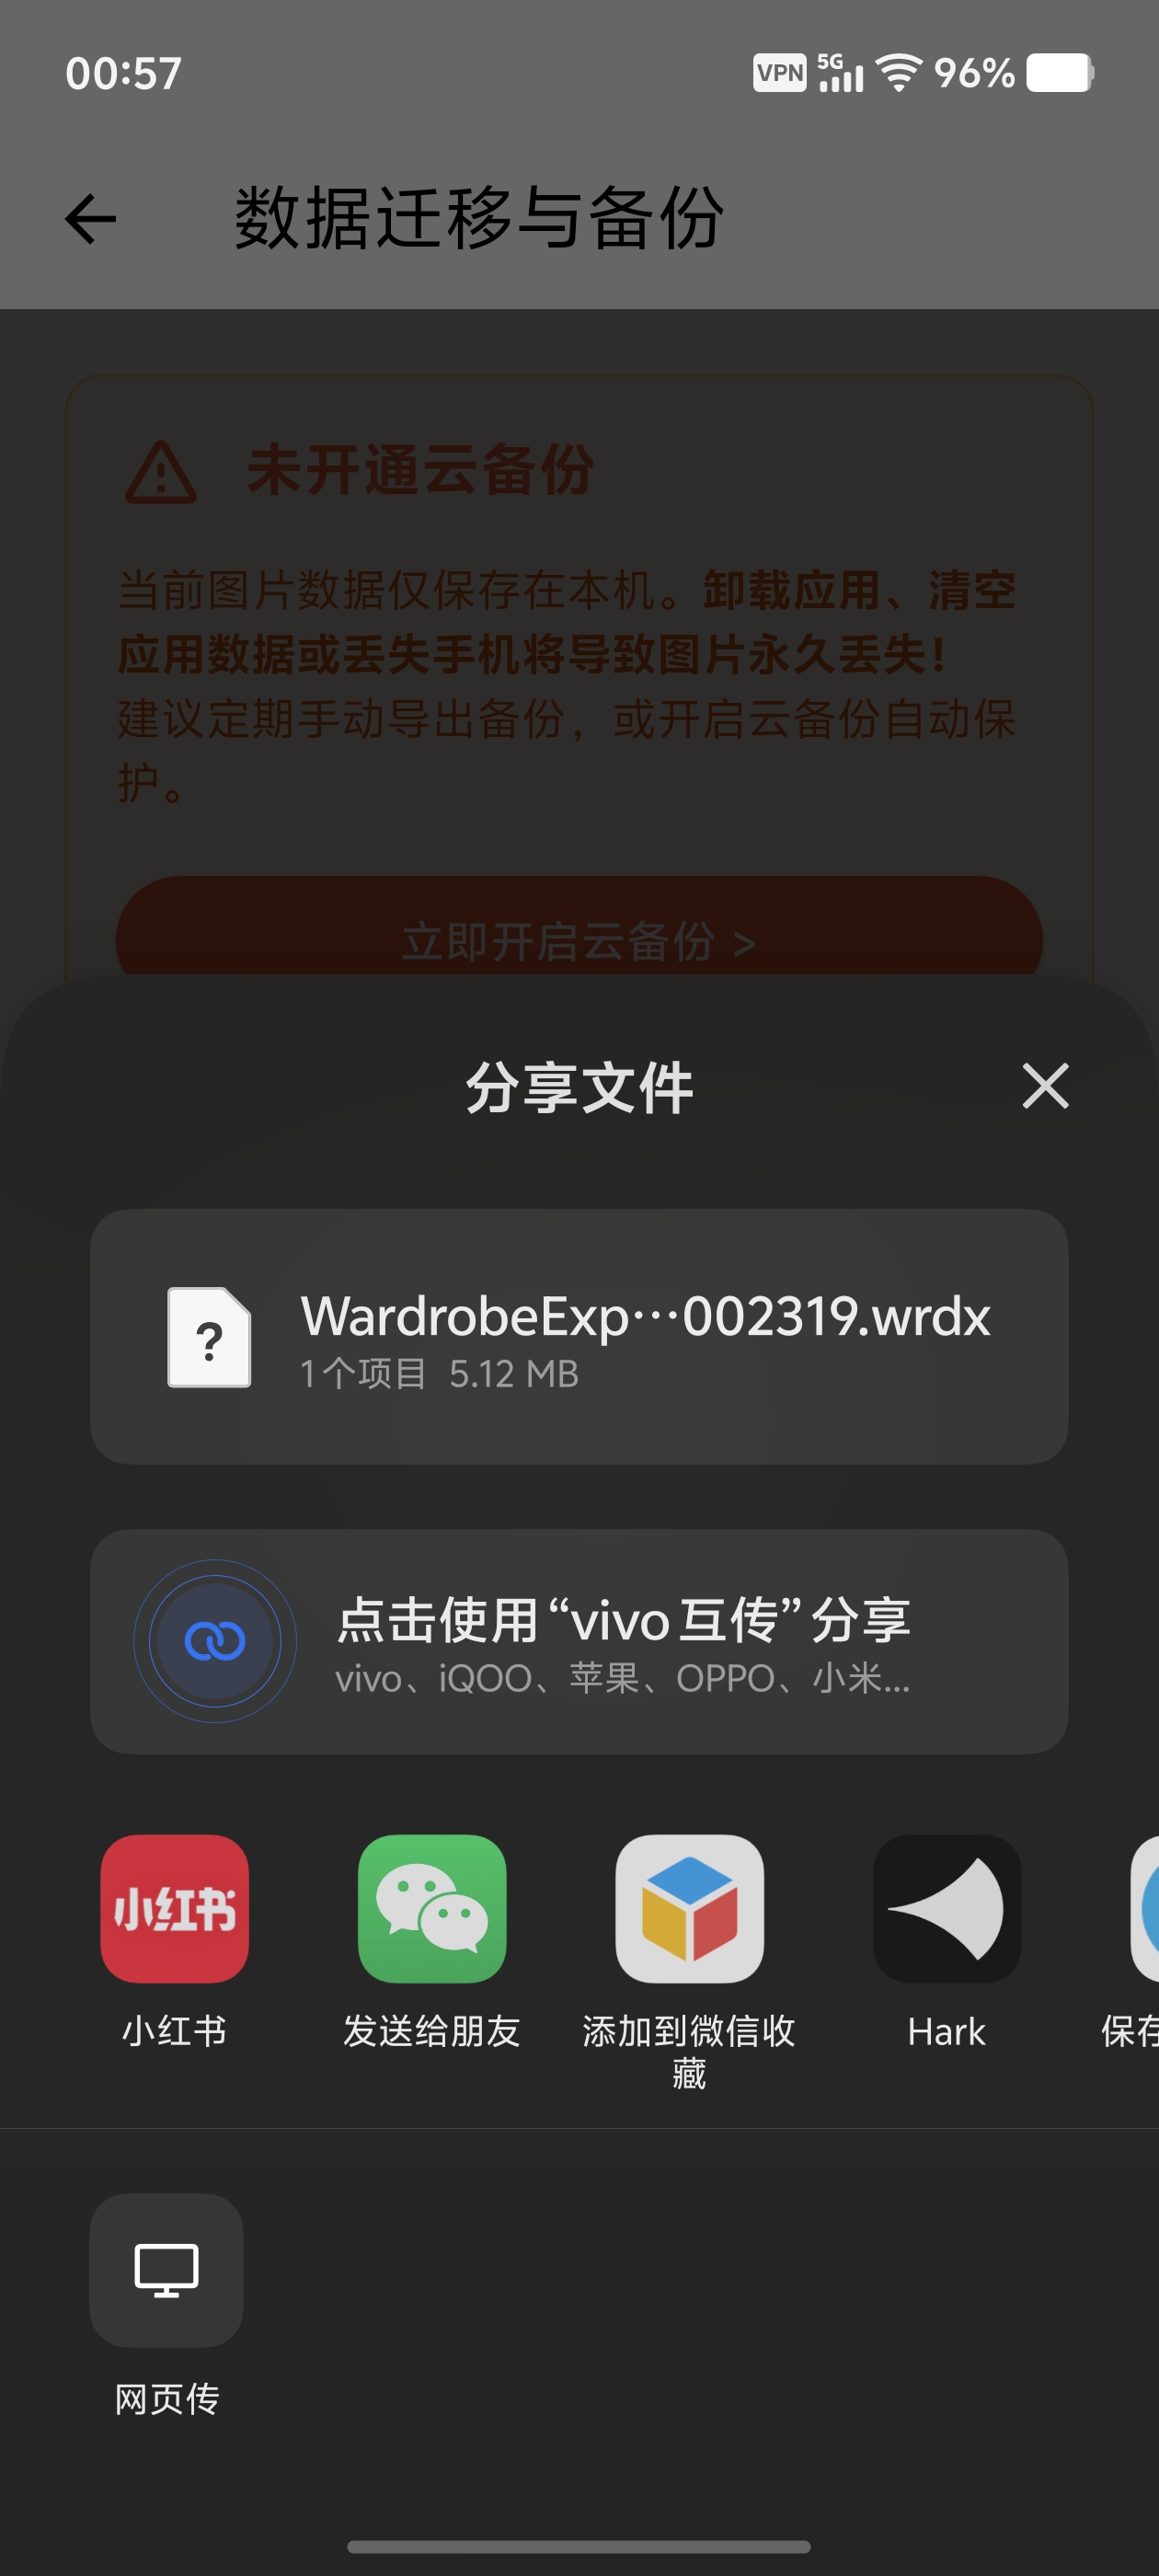 00:57
VPN 5G 96%
数据迁移与备份
未开通云备份
当前图片数据仅保存在本机。卸载应用、清空
应用数据或丢失手机将导致图片永久丢失！
建议定期手动导出备份，或开启云备份自动保
护。
立即开启云备份 >
分享文件
?
WardrobeExp···002319.wrdx
1 个项目 5.12 MB
点击使用 “vivo 互传” 分享
vivo、iQOO、苹果、OPPO、小米...
小红书
小红书
发送给朋友
添加到微信收
藏
Hark
保存
网页传